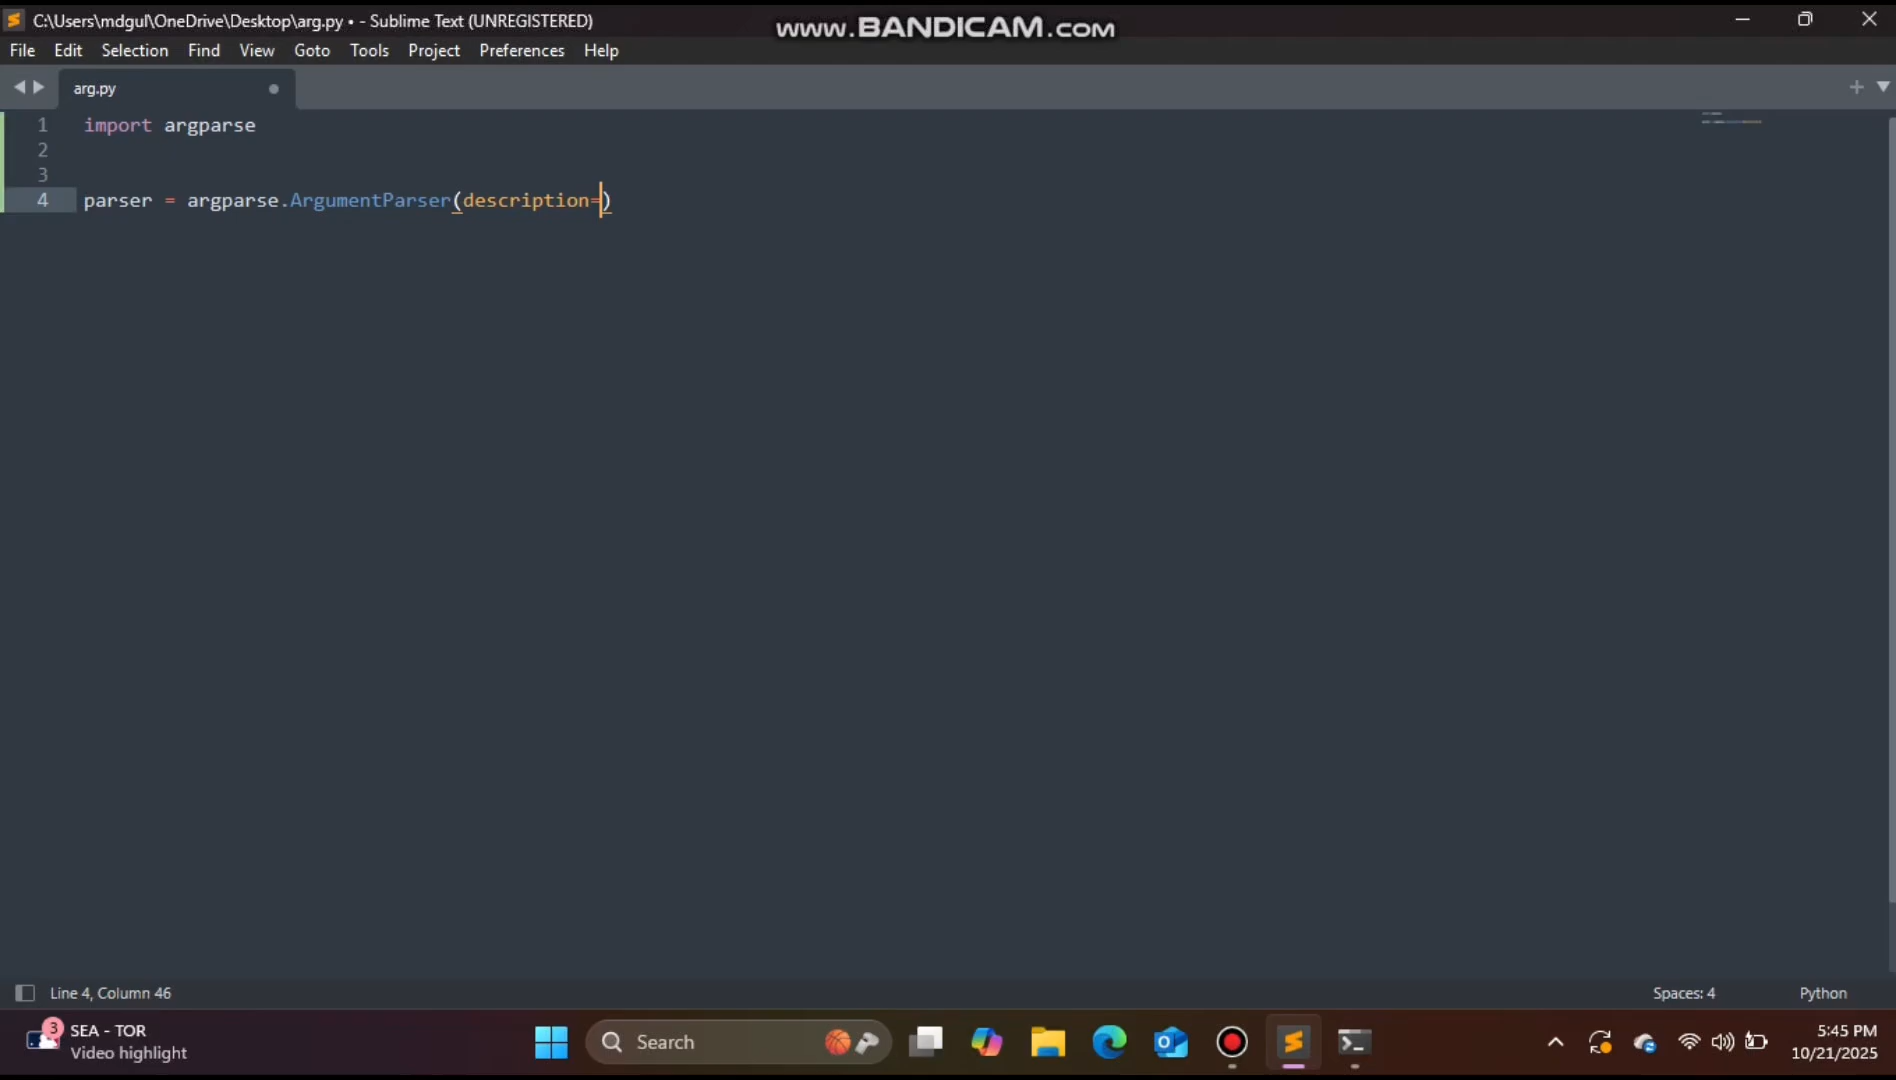 C:\Users\mdgul\OneDrive\Desktop\arg.py • - Sublime Text (UNREGISTERED)
www.BANDICAM.com
File Edit Selection Find View Goto Tools Project Preferences Help
arg.py
1 import argparse
2
3
4 parser = argparse.ArgumentParser(description=)
Line 4, Column 46
Spaces: 4
Python
3
SEA - TOR
Video highlight
Search
5:45 PM
10/21/2025